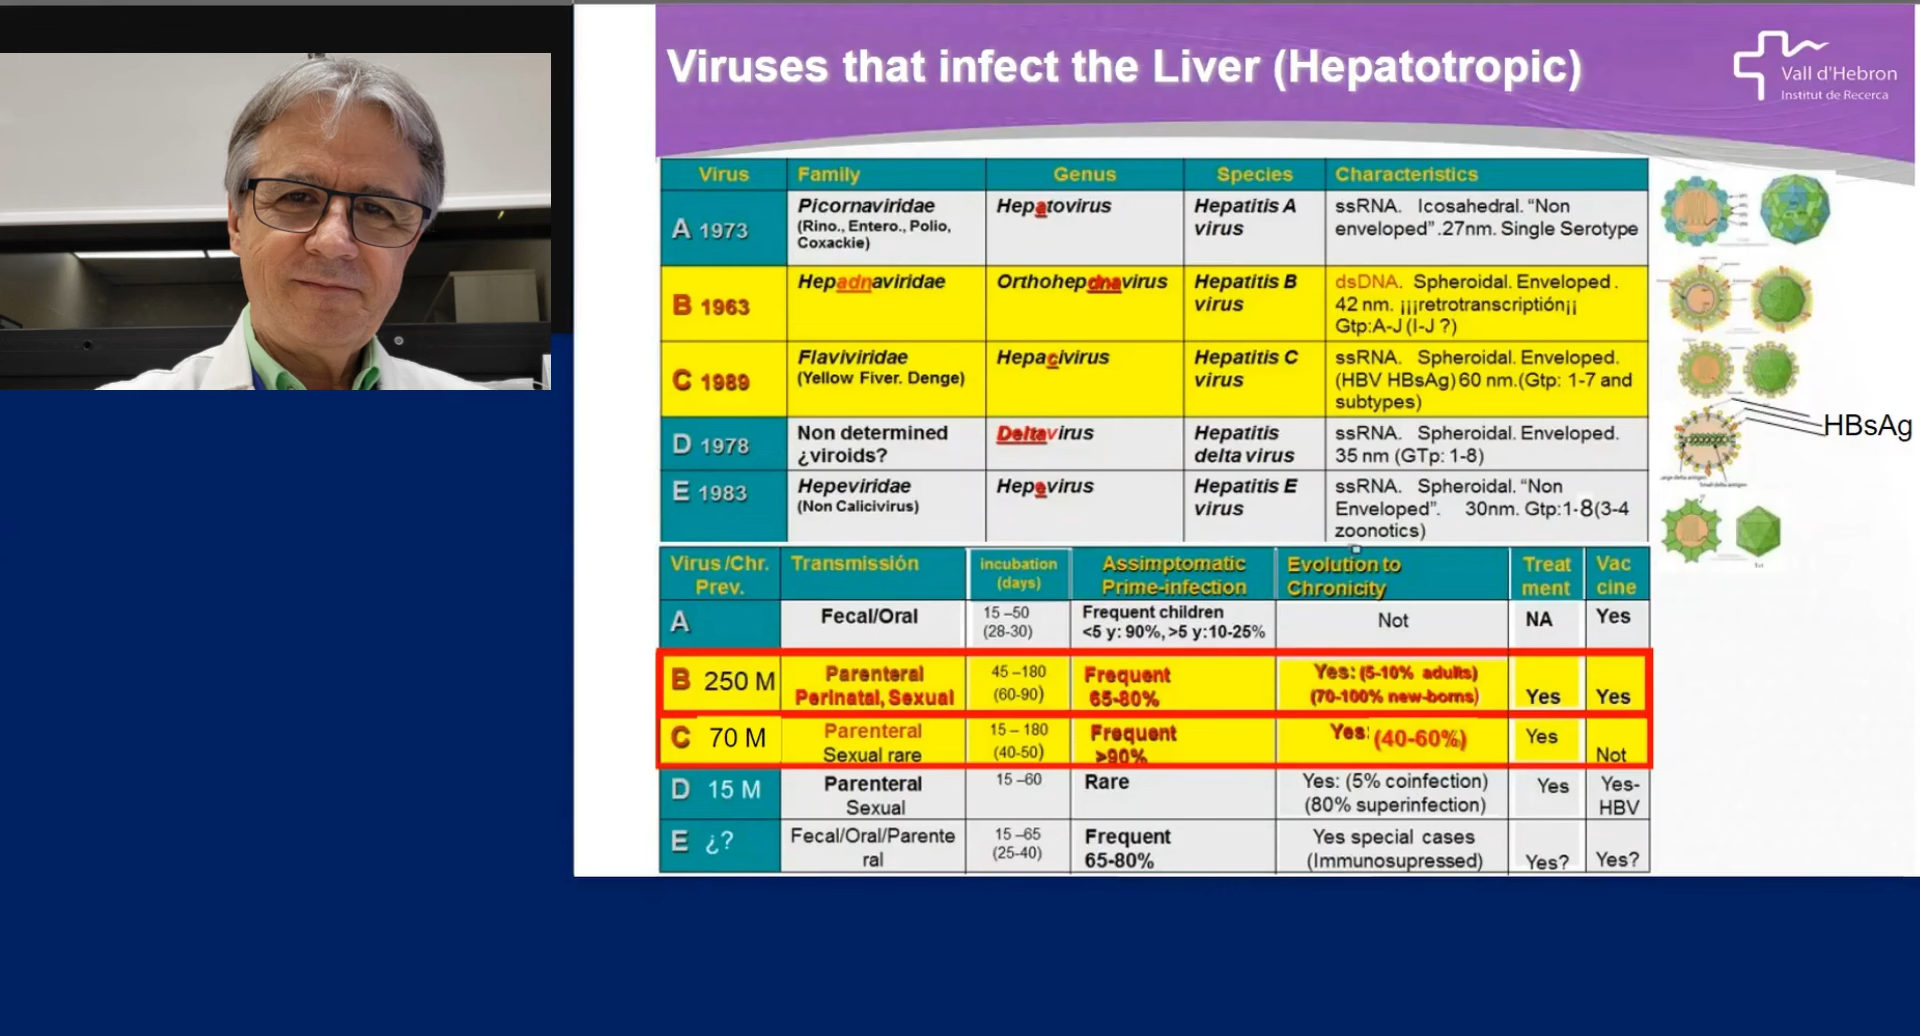 Viruses that infect the Liver (Hepatotropic)
Vall d'Hebron
Institut de Recerca
Virus Family Genus Species Characteristics
A 1973
Picornaviridae
(Rino., Entero., Polio,
Coxackie)
Hepatovirus
Hepatitis A
virus
ssRNA. Icosahedral. “Non
enveloped”.27nm. Single Serotype
B 1963
Hepadnaviridae
Orthohepdnavirus
Hepatitis B
virus
dsDNA. Spheroidal. Enveloped .
42 nm. ¡¡¡retrotranscriptión¡¡
Gtp:A-J (I-J ?)
C 1989
Flaviviridae
(Yellow Fiver. Denge)
Hepacivirus
Hepatitis C
virus
ssRNA. Spheroidal. Enveloped.
(HBV HBsAg) 60 nm.(Gtp: 1-7 and
subtypes)
D 1978
Non determined
¿viroids?
Deltavirus
Hepatitis
delta virus
ssRNA. Spheroidal. Enveloped.
35 nm (GTp: 1-8)
E 1983
Hepeviridae
(Non Calicivirus)
Hepevirus
Hepatitis E
virus
ssRNA. Spheroidal. “Non
Enveloped”. 30nm. Gtp:1-8(3-4
zoonotics)
HBsAg
Virus /Chr.
Prev.
Transmissión
incubation
(days)
Assimptomatic
Prime-infection
Evolution to
Chronicity
Treat
ment
Vac
cine
A
Fecal/Oral
15 –50
(28-30)
Frequent children
<5 y: 90%, >5 y:10-25%
Not
NA
Yes
B 250 M
Parenteral
Perinatal, Sexual
45 –180
(60-90)
Frequent
65-80%
Yes: (5-10% adults)
(70-100% new-borns)
Yes
Yes
C 70 M
Parenteral
Sexual rare
15 – 180
(40-50)
Frequent
>90%
Yes: (40-60%)
Yes
Not
D 15 M
Parenteral
Sexual
15 –60
Rare
Yes: (5% coinfection)
(80% superinfection)
Yes
Yes-
HBV
E ¿?
Fecal/Oral/Parente
ral
15 –65
(25-40)
Frequent
65-80%
Yes special cases
(Immunosupressed)
Yes?
Yes?